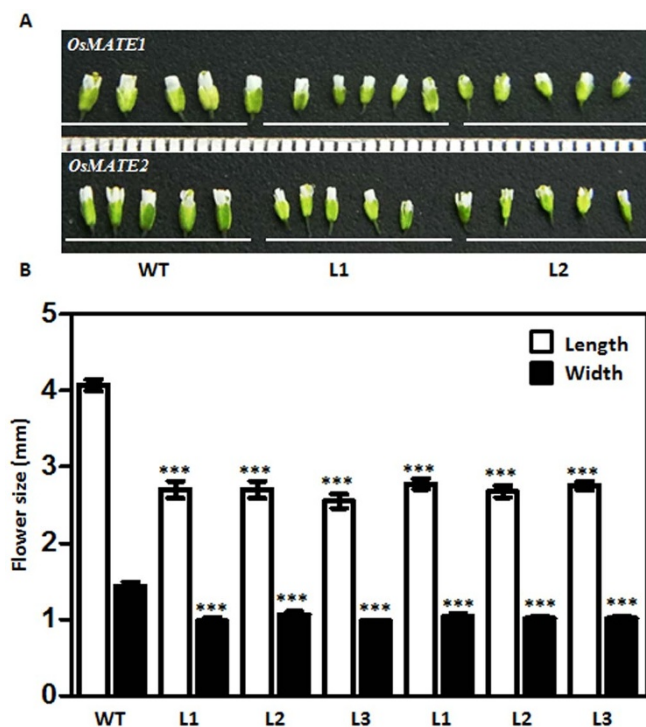 A
OsMATE1
OsMATE2
WT L1 L2
B
5
Length
Width
4
3
2
1
0
Flower size (mm)
*** *** *** *** *** ***
*** *** *** *** *** ***
WT L1 L2 L3 L1 L2 L3